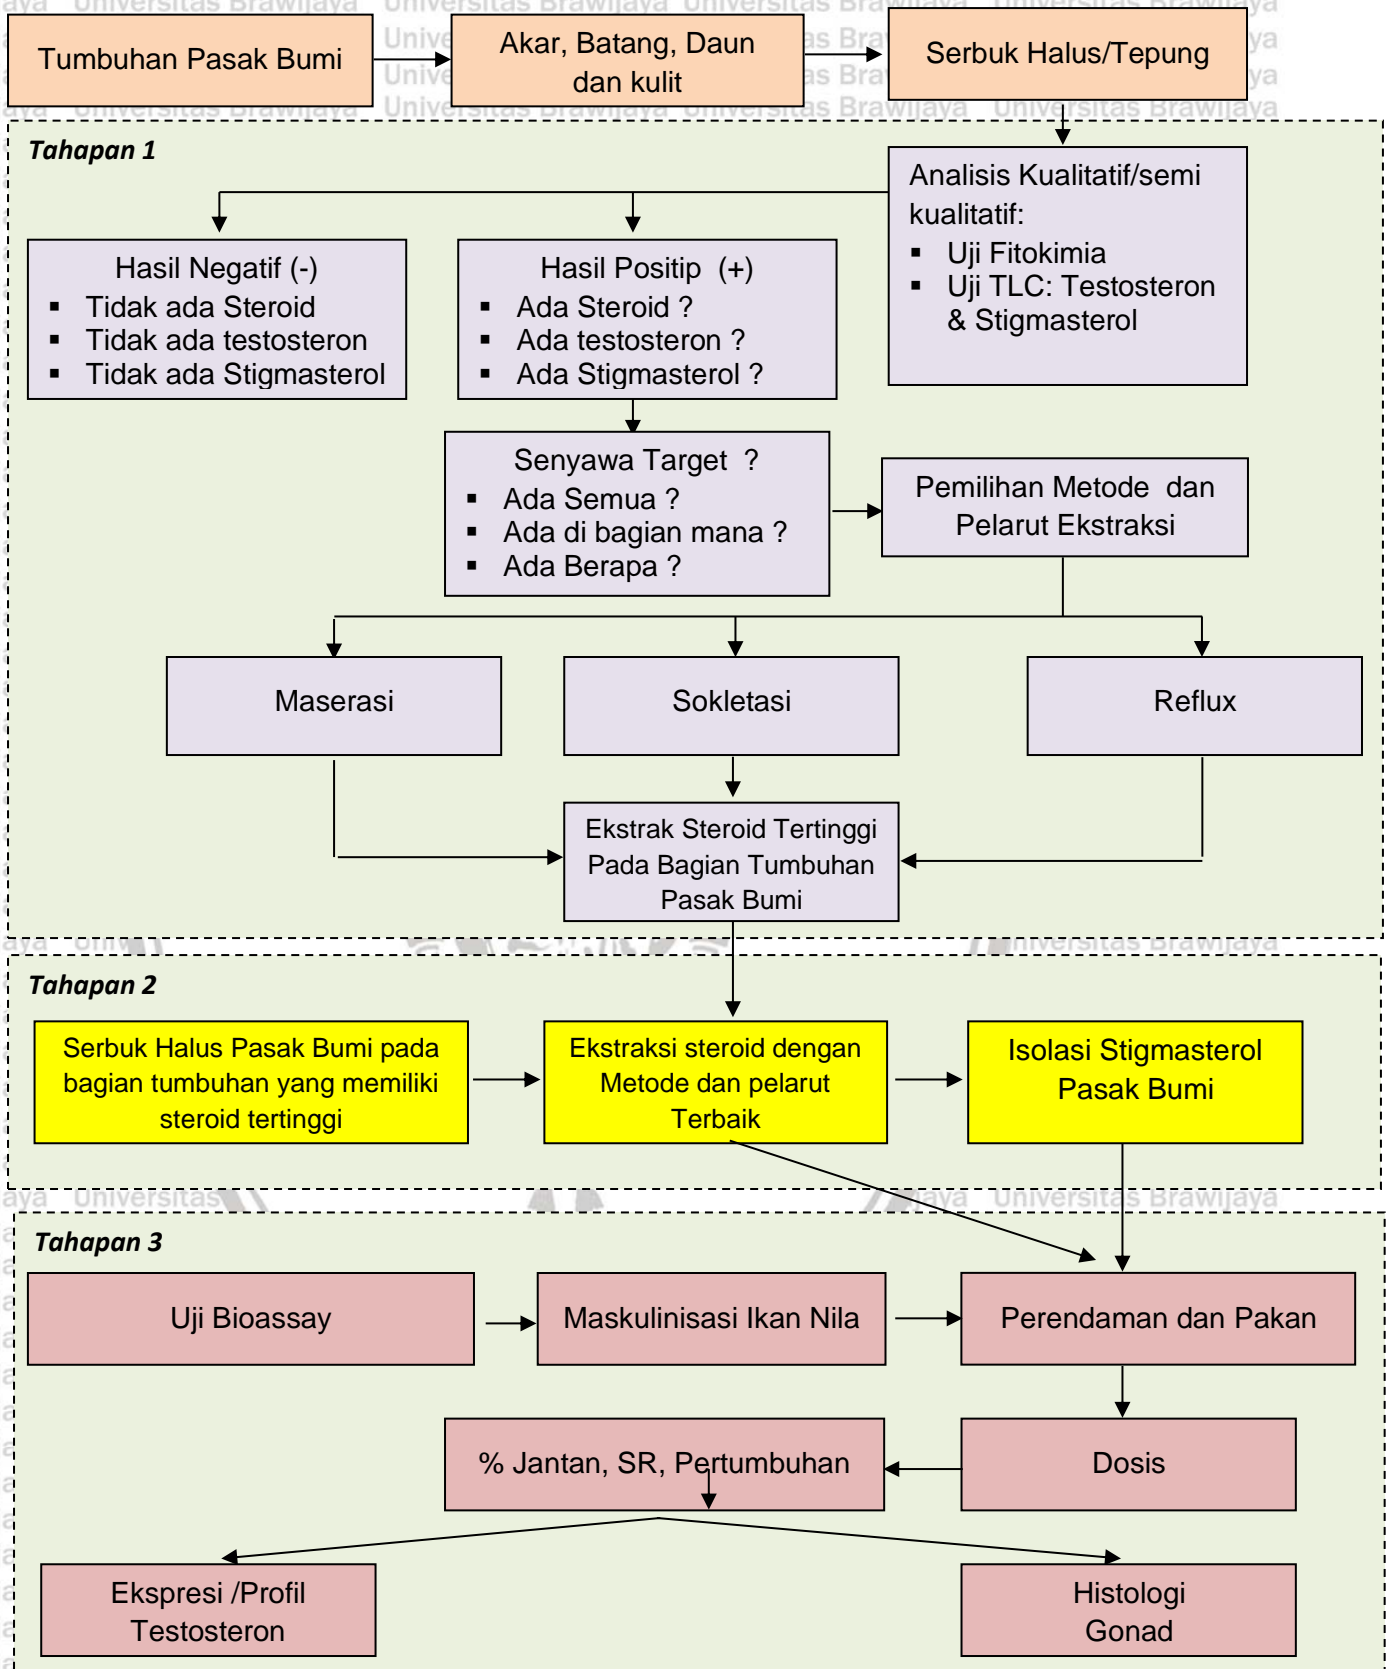 Tumbuhan Pasak Bumi
Akar, Batang, Daun
dan kulit
Serbuk Halus/Tepung
Tahapan 1
Analisis Kualitatif/semi
kualitatif:
▪ Uji Fitokimia
▪ Uji TLC: Testosteron
& Stigmasterol
Hasil Negatif (-)
▪ Tidak ada Steroid
▪ Tidak ada testosteron
▪ Tidak ada Stigmasterol
Hasil Positip (+)
▪ Ada Steroid ?
▪ Ada testosteron ?
▪ Ada Stigmasterol ?
Senyawa Target ?
▪ Ada Semua ?
▪ Ada di bagian mana ?
▪ Ada Berapa ?
Pemilihan Metode dan
Pelarut Ekstraksi
Maserasi
Sokletasi
Reflux
Ekstrak Steroid Tertinggi
Pada Bagian Tumbuhan
Pasak Bumi
Tahapan 2
Serbuk Halus Pasak Bumi pada
bagian tumbuhan yang memiliki
steroid tertinggi
Ekstraksi steroid dengan
Metode dan pelarut
Terbaik
Isolasi Stigmasterol
Pasak Bumi
Universitas
jaya Universitas Brawijaya
Tahapan 3
Uji Bioassay
Maskulinisasi Ikan Nila
Perendaman dan Pakan
% Jantan, SR, Pertumbuhan
Dosis
Ekspresi /Profil
Testosteron
Histologi
Gonad